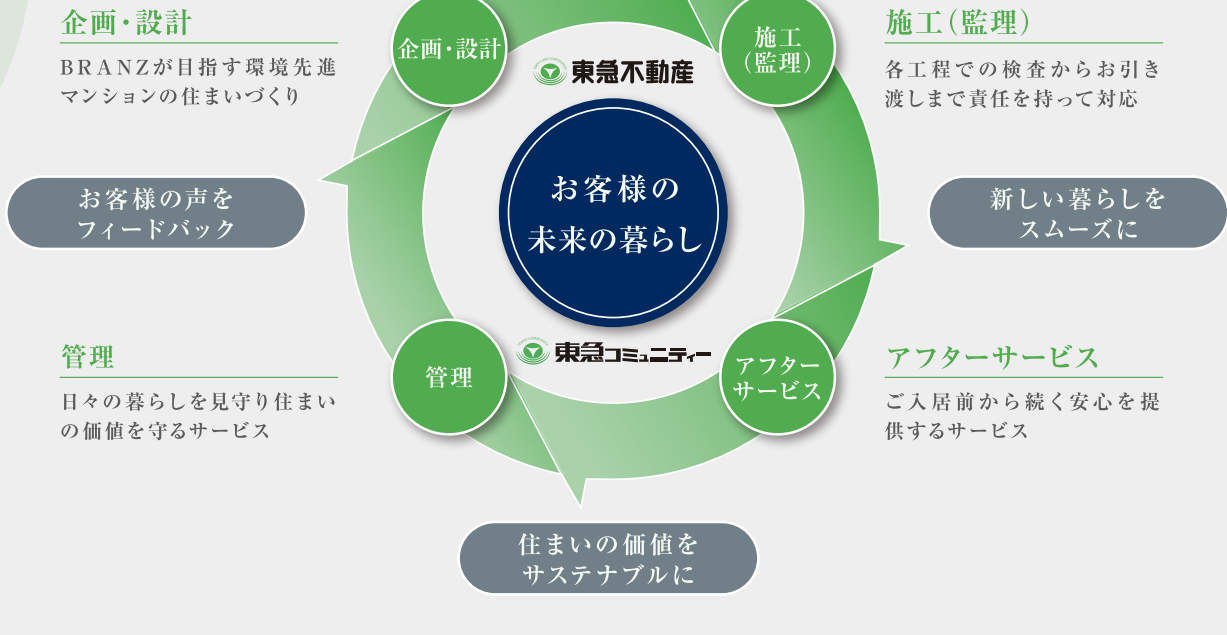 企画・設計
BRANZが目指す環境先進
マンションの住まいづくり
企画・設計
施工
(監理)
施工(監理)
各工程での検査からお引き
渡しまで責任を持って対応
東急不動産
お客様の
未来の暮らし
お客様の声を
フィードバック
新しい暮らしを
スムーズに
東急コミュニティー
管理
日々の暮らしを見守り住まい
の価値を守るサービス
管理
アフター
サービス
アフターサービス
ご入居前から続く安心を提
供するサービス
住まいの価値を
サステナブルに